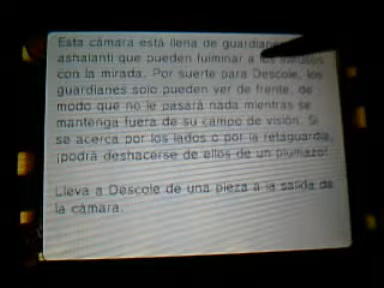 Esta cámara está llena de guardianes
ashalanti que pueden fulminar a los intrusos
con la mirada. Por suerte para Descole, los
guardianes solo pueden ver de frente, de
modo que no le pasará nada mientras se
mantenga fuera de su campo de visión. Si
se acerca por los lados o por la retaguardia,
¡podrá deshacerse de ellos de un plumazo!
Lleva a Descole de una pieza a la salida de
la cámara.